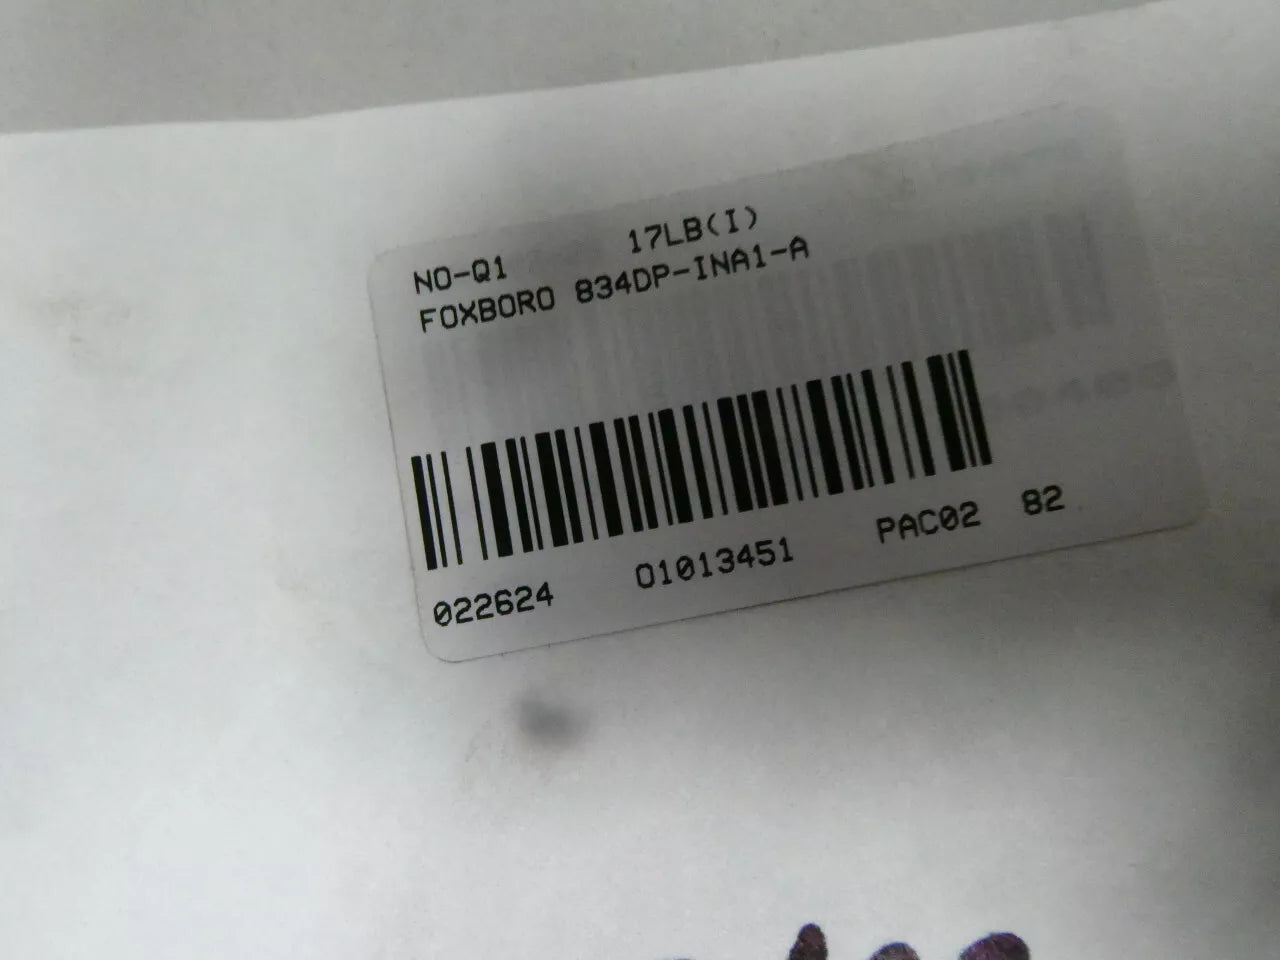 NO-Q1 17LB(I)
FOXBORO 834DP-INA1-A
022624 01013451 PAC02 82